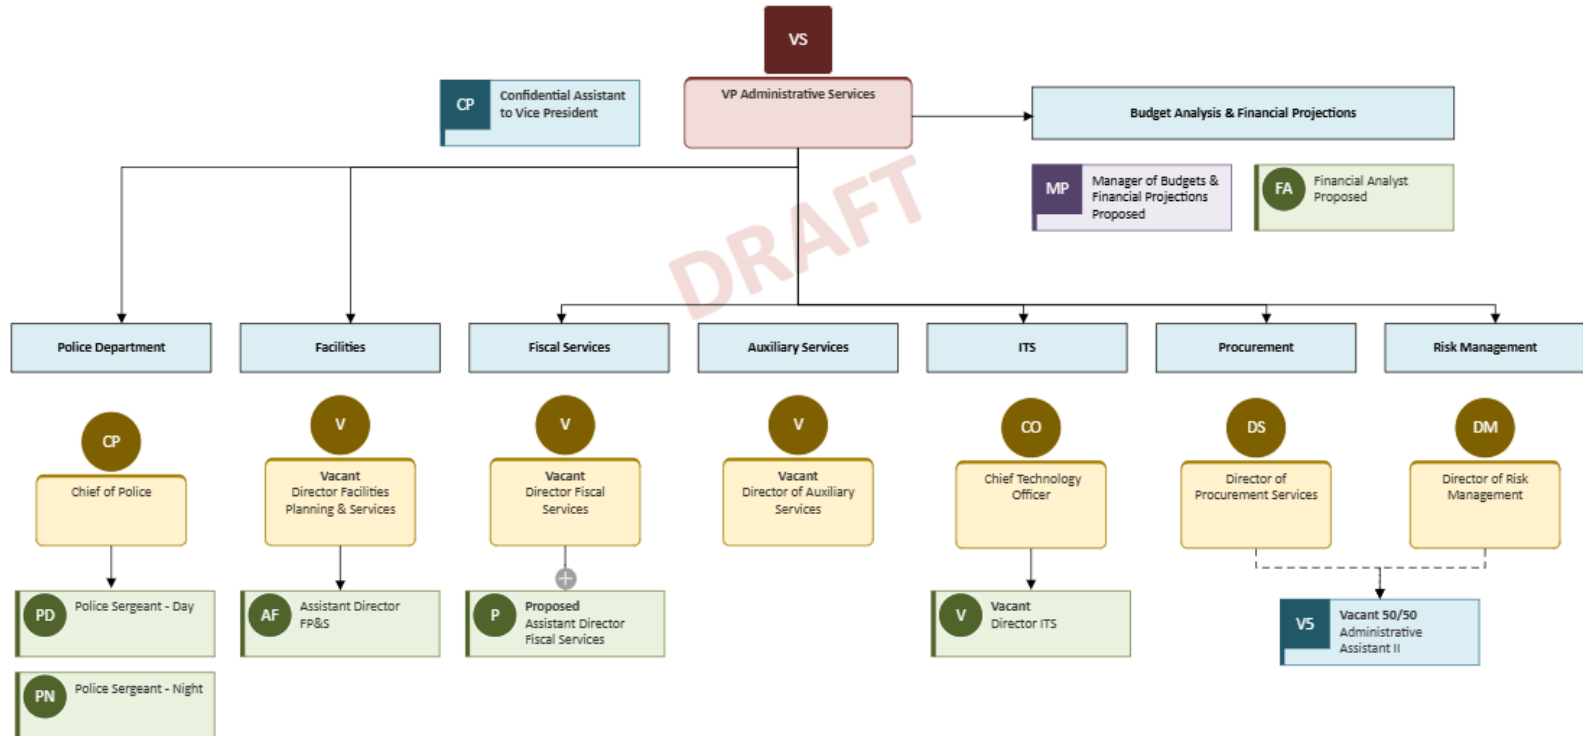 VS
VP Administrative Services
CP
Confidential Assistant
to Vice President
Budget Analysis & Financial Projections
MP
Manager of Budgets &
Financial Projections
Proposed
FA
Financial Analyst
Proposed
DRAFT
Police Department
Facilities
Fiscal Services
Auxiliary Services
ITS
Procurement
Risk Management
CP
Chief of Police
V
Vacant
Director Facilities
Planning & Services
V
Vacant
Director Fiscal
Services
V
Vacant
Director of Auxiliary
Services
CO
Chief Technology
Officer
DS
Director of
Procurement Services
DM
Director of Risk
Management
PD
Police Sergeant - Day
AF
Assistant Director
FP&S
P
Proposed
Assistant Director
Fiscal Services
V
Vacant
Director ITS
V5
Vacant 50/50
Administrative
Assistant II
PN
Police Sergeant - Night